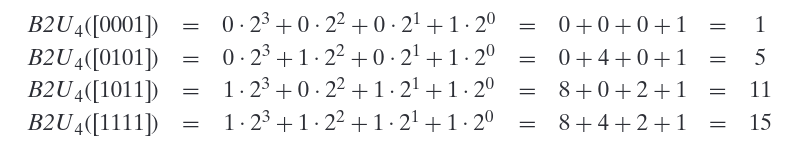 B2U₄([0001]) = 0 · 2³ + 0 · 2² + 0 · 2¹ + 1 · 2⁰ = 0 + 0 + 0 + 1 = 1
B2U₄([0101]) = 0 · 2³ + 1 · 2² + 0 · 2¹ + 1 · 2⁰ = 0 + 4 + 0 + 1 = 5
B2U₄([1011]) = 1 · 2³ + 0 · 2² + 1 · 2¹ + 1 · 2⁰ = 8 + 0 + 2 + 1 = 11
B2U₄([1111]) = 1 · 2³ + 1 · 2² + 1 · 2¹ + 1 · 2⁰ = 8 + 4 + 2 + 1 = 15